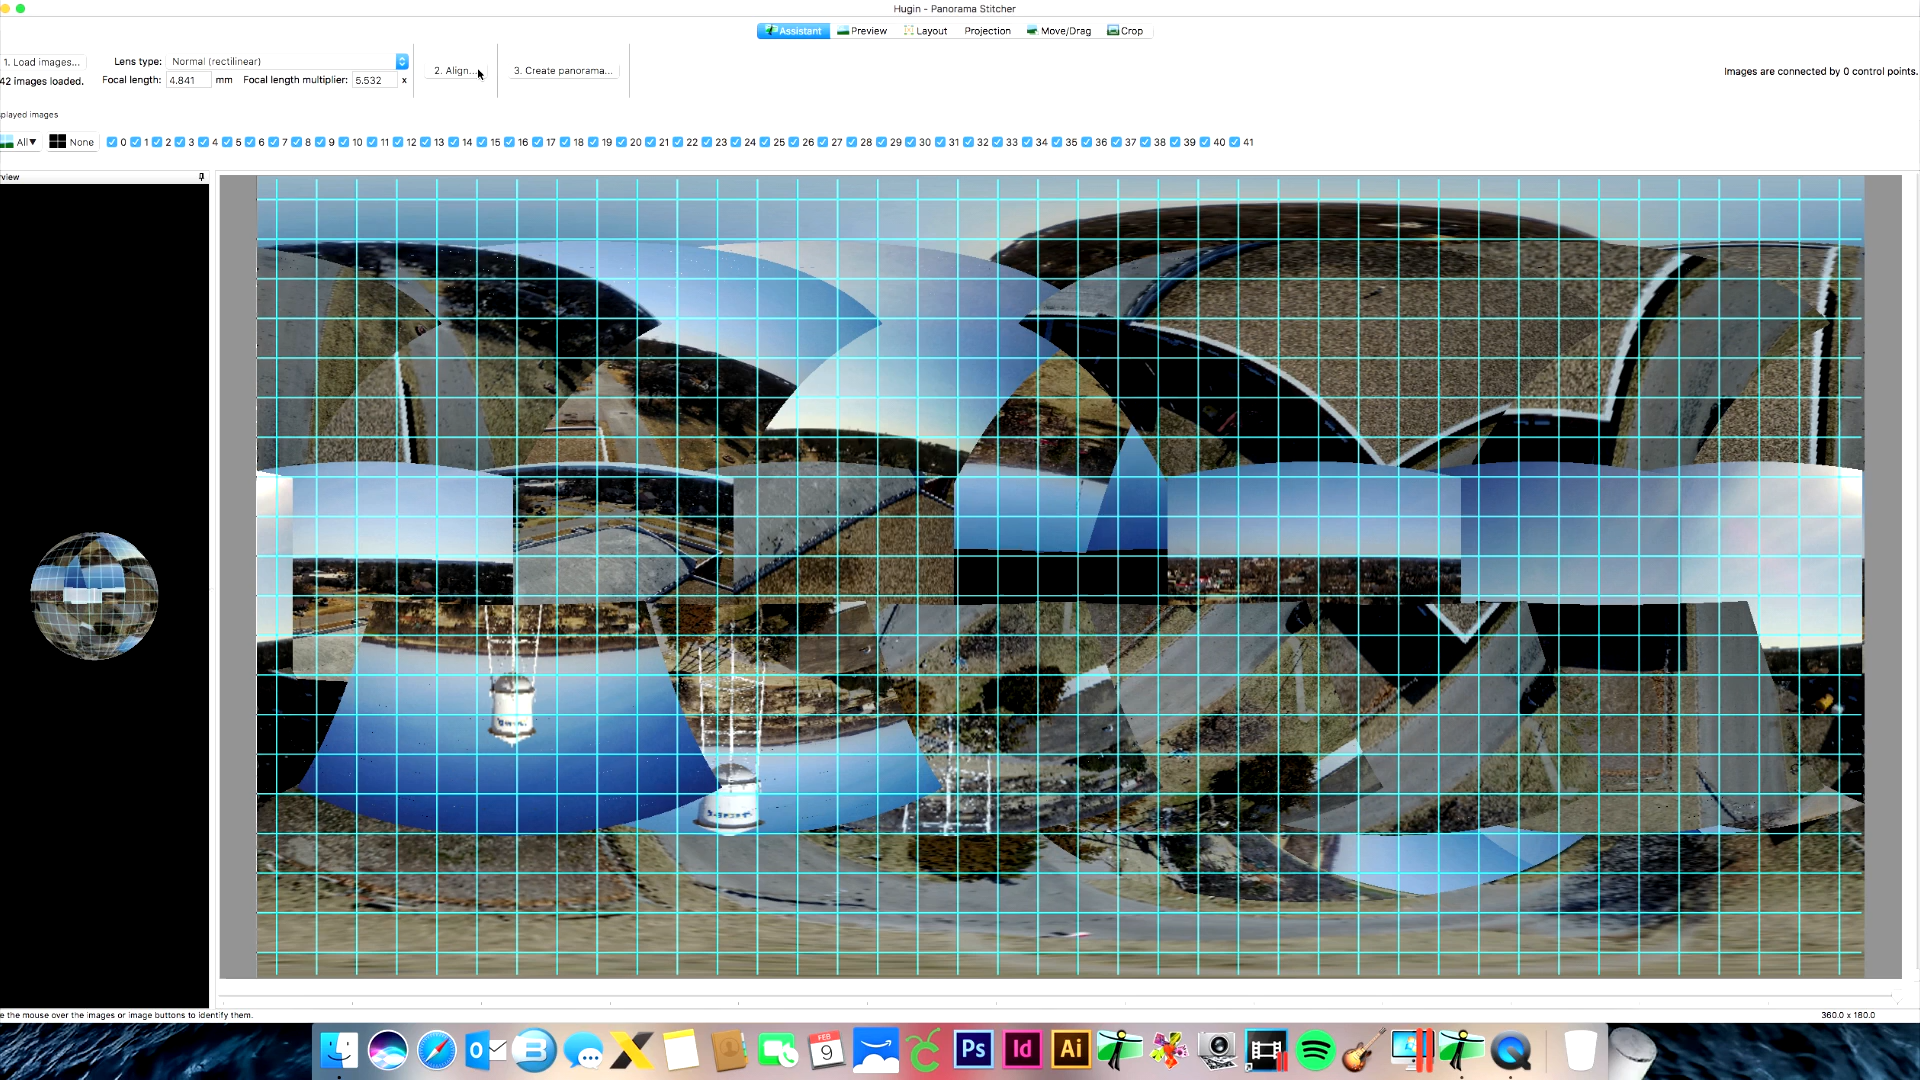 Hugin - Panorama Stitcher
Assistant Preview Layout Projection Move/Drag Crop
1. Load images... Lens type: Normal (rectilinear)
42 images loaded. Focal length: 4.841 mm Focal length multiplier: 5.532 x
2. Align... 3. Create panorama...
Images are connected by 0 control points.
played images
All▼ None 0 1 2 3 4 5 6 7 8 9 10 11 12 13 14 15 16 17 18 19 20 21 22 23 24 25 26 27 28 29 30 31 32 33 34 35 36 37 38 39 40 41
view
e the mouse over the images or image buttons to identify them.
360.0 x 180.0
FEB
9
Ps Id Ai